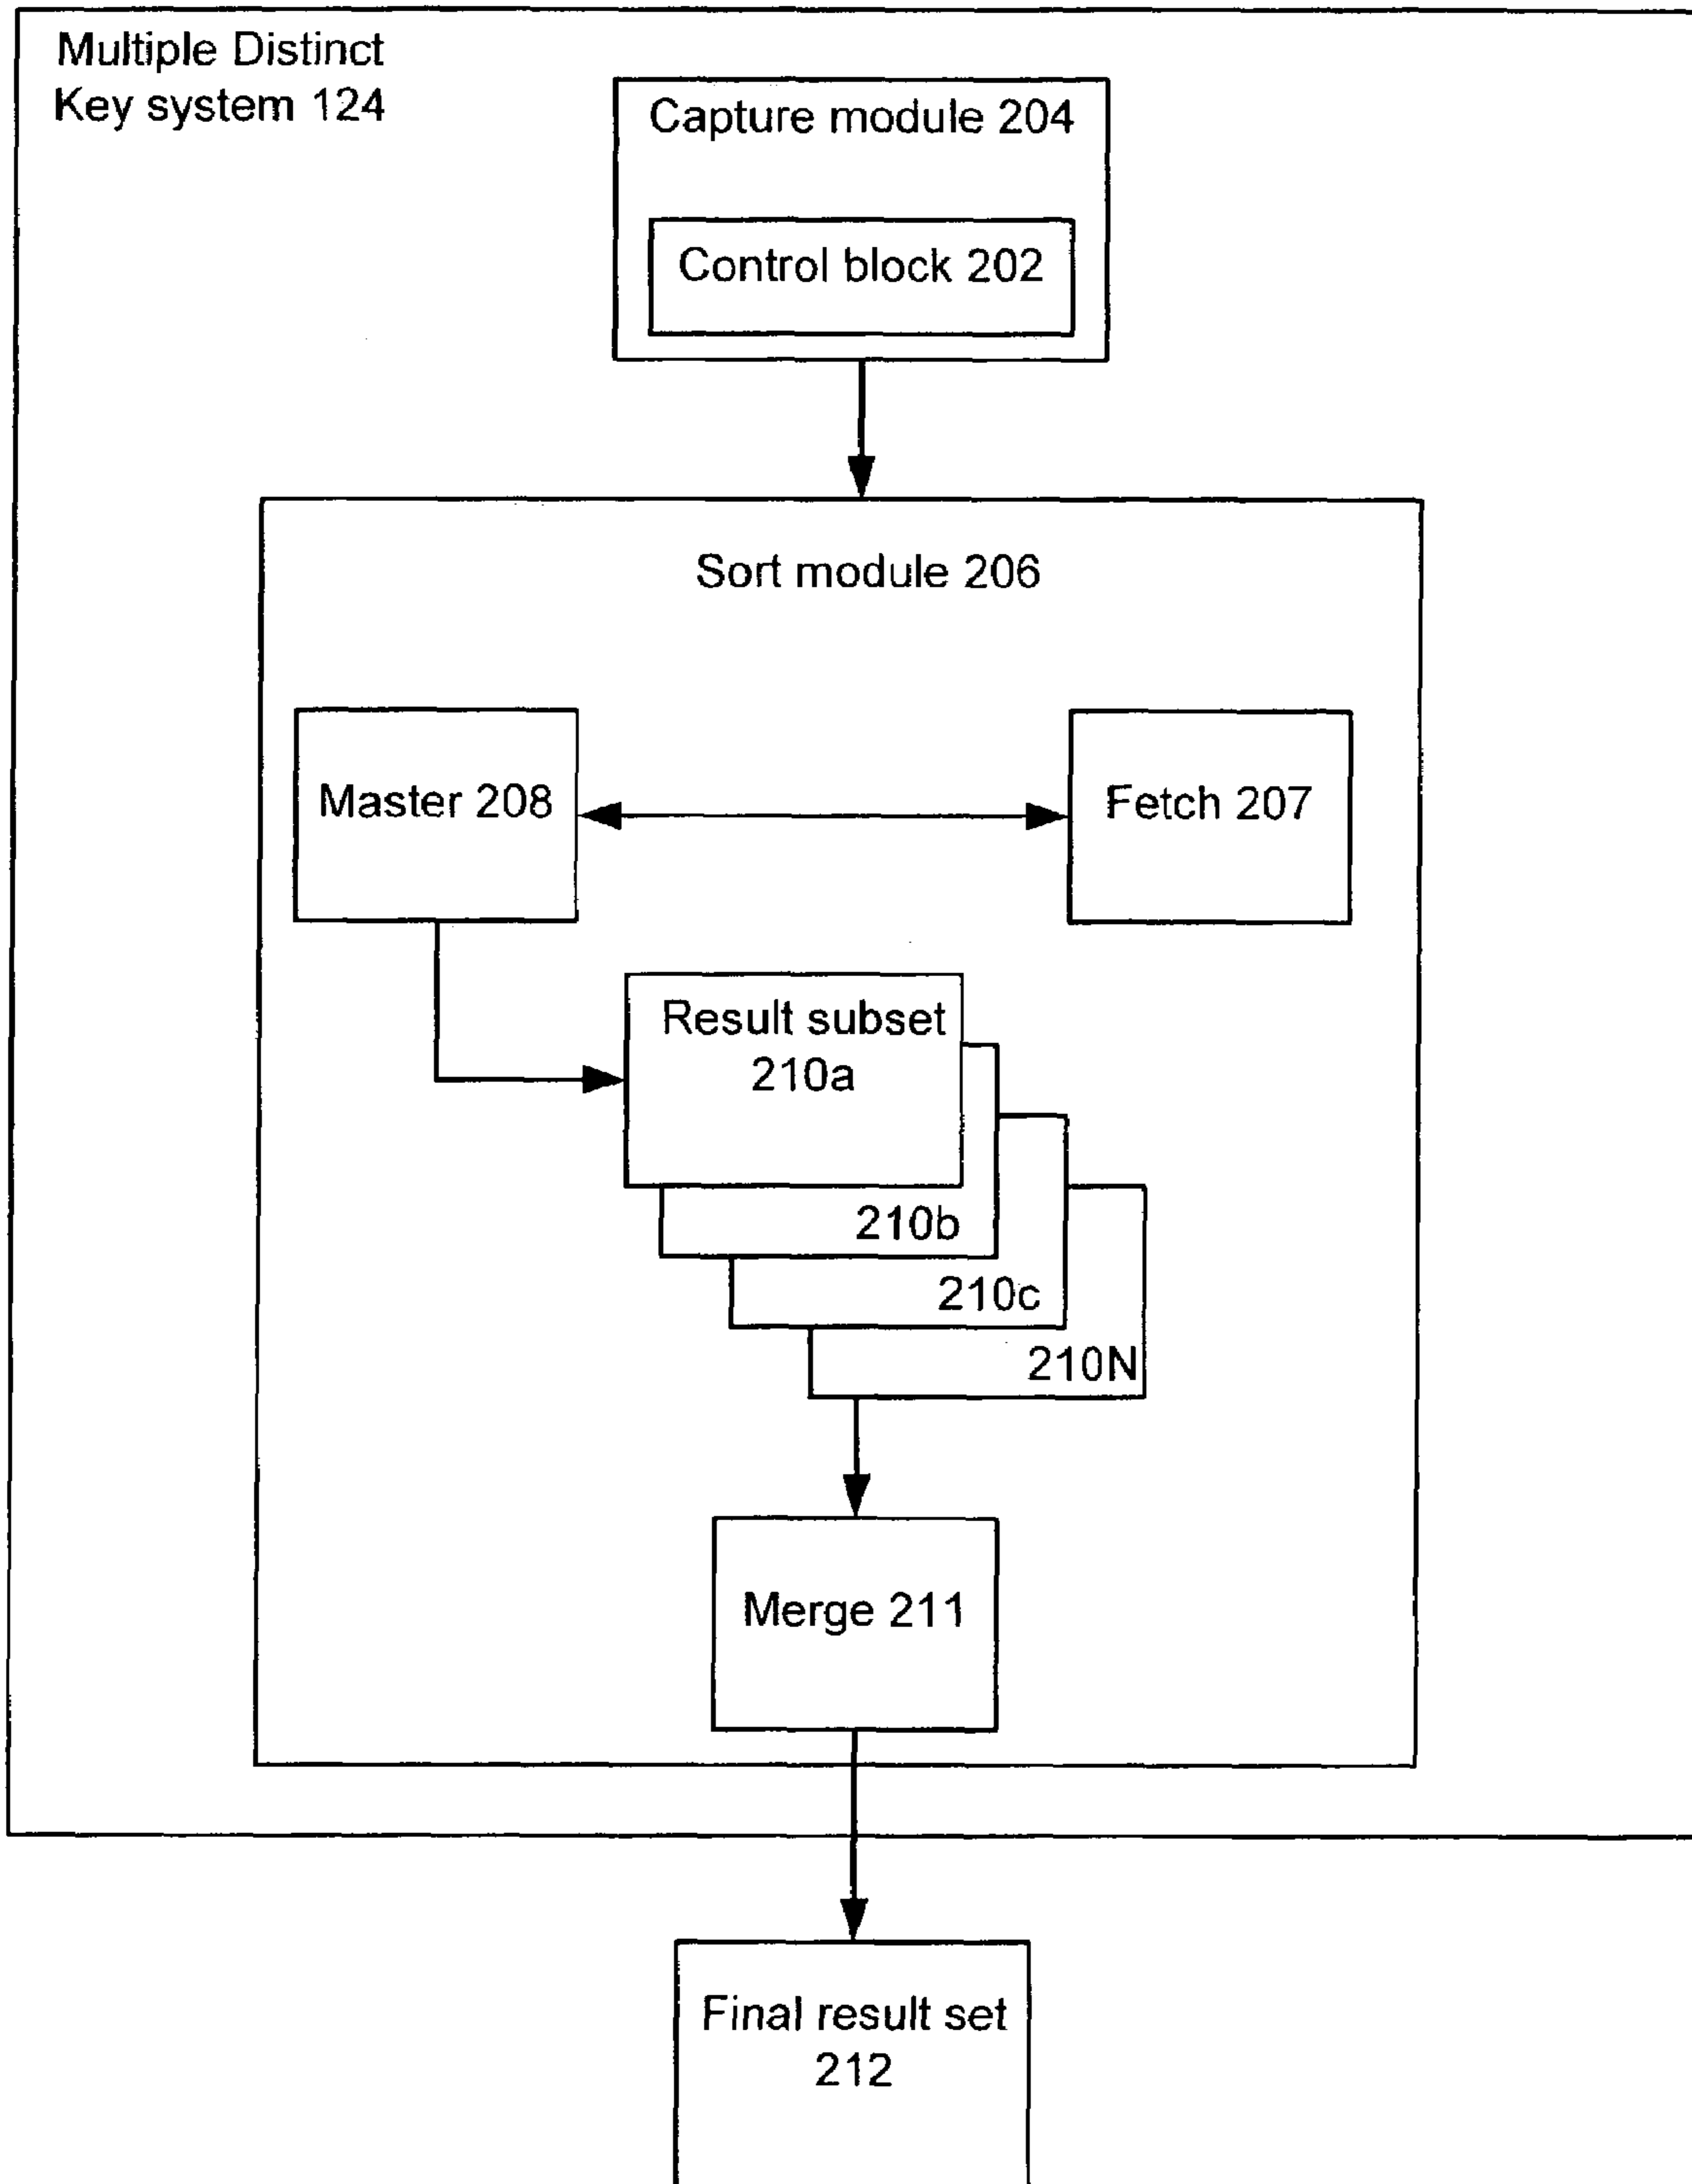 Multiple Distinct
Key system 124
Capture module 204
Control block 202
Sort module 206
Master 208
Fetch 207
Result subset
210a
210b
210c
210N
Merge 211
Final result set
212